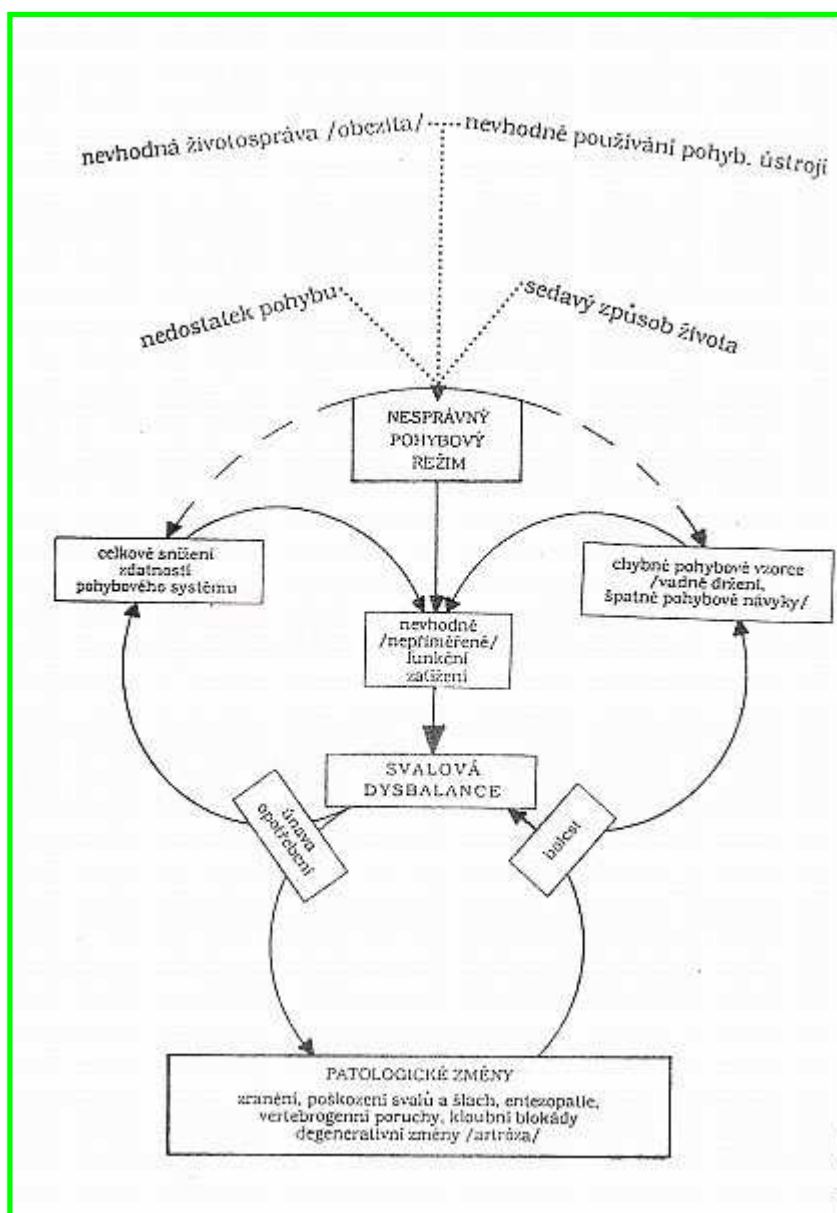 nevhodná životospráva /obezita/
nevhodné používání pohyb. ústrojí
nedostatek pohybu
sedavý způsob života
NESPRÁVNÝ
POHYBOVÝ
REŽIM
celkové snížení
zdatnosti
pohybového systému
chybné pohybové vzorce
/vadné držení,
špatné pohybové návyky/
nevhodné
/nepřiměřené/
funkční
zatížení
SVALOVÁ
DYSBALANCE
únava
opotřebení
bolest
PATOLOGICKÉ ZMĚNY
zranění, poškození svalů a šlach, entezopatie,
vertebrogenní poruchy, kloubní blokády
degenerativní změny /artróza/